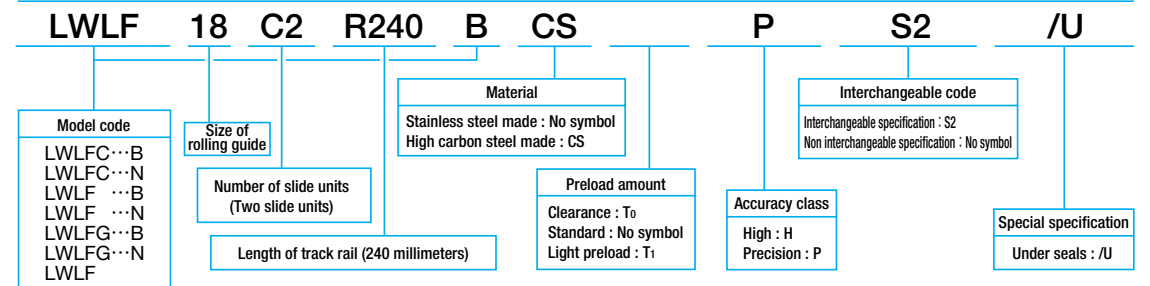 LWLF 18 C2 R240 B CS P S2 /U
Model code
LWLFC…B
LWLFC…N
LWLF …B
LWLF …N
LWLFG…B
LWLFG…N
LWLF
Size of
rolling guide
Number of slide units
(Two slide units)
Length of track rail (240 millimeters)
Material
Stainless steel made : No symbol
High carbon steel made : CS
Preload amount
Clearance : T₀
Standard : No symbol
Light preload : T₁
Accuracy class
High : H
Precision : P
Interchangeable code
Interchangeable specification : S2
Non interchangeable specification : No symbol
Special specification
Under seals : /U